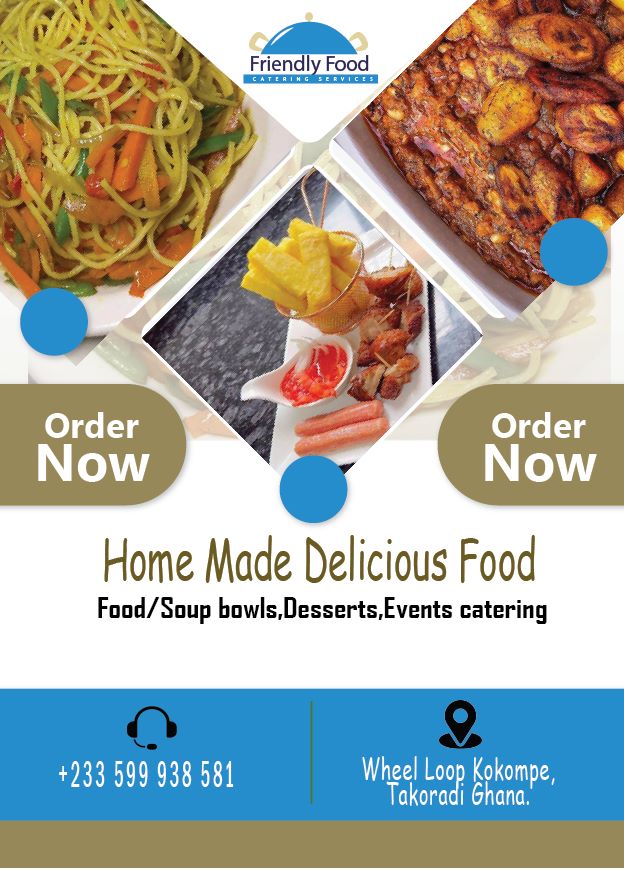 Friendly Food
CATERING SERVICES
Order
Now
Order
Now
Home Made Delicious Food
Food/Soup bowls,Desserts,Events catering
+233 599 938 581
Wheel Loop Kokompe,
Takoradi Ghana.